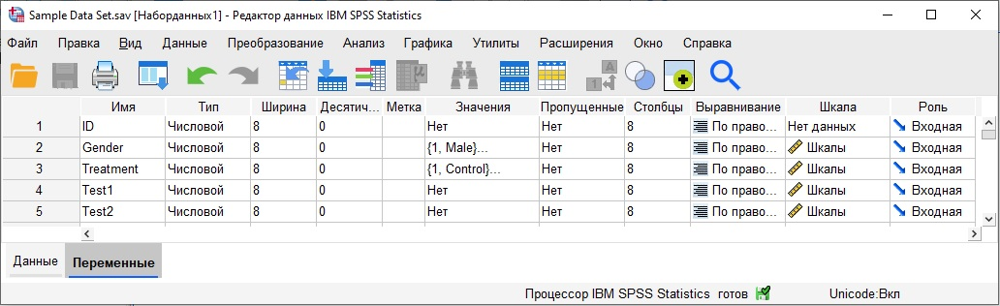 Sample Data Set.sav [Наборданных1] - Редактор данных IBM SPSS Statistics
Файл Правка Вид Данные Преобразование Анализ Графика Утилиты Расширения Окно Справка
Имя Тип Ширина Десятич... Метка Значения Пропущенные Столбцы Выравнивание Шкала Роль
1 ID Числовой 8 0 Нет Нет 8 По право... Нет данных Входная
2 Gender Числовой 8 0 {1, Male}... Нет 8 По право... Шкалы Входная
3 Treatment Числовой 8 0 {1, Control}... Нет 8 По право... Шкалы Входная
4 Test1 Числовой 8 0 Нет Нет 8 По право... Шкалы Входная
5 Test2 Числовой 8 0 Нет Нет 8 По право... Шкалы Входная
Данные Переменные
Процессор IBM SPSS Statistics готов Unicode:Вкл